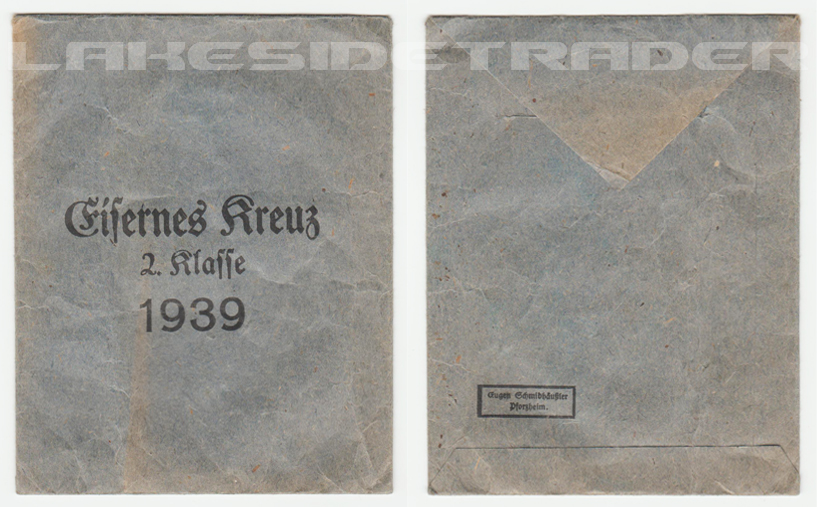 LAKESIDETRADER
Eisernes Kreuz
2. Klasse
1939
Eugen Schmidhäußler
Pforzheim.